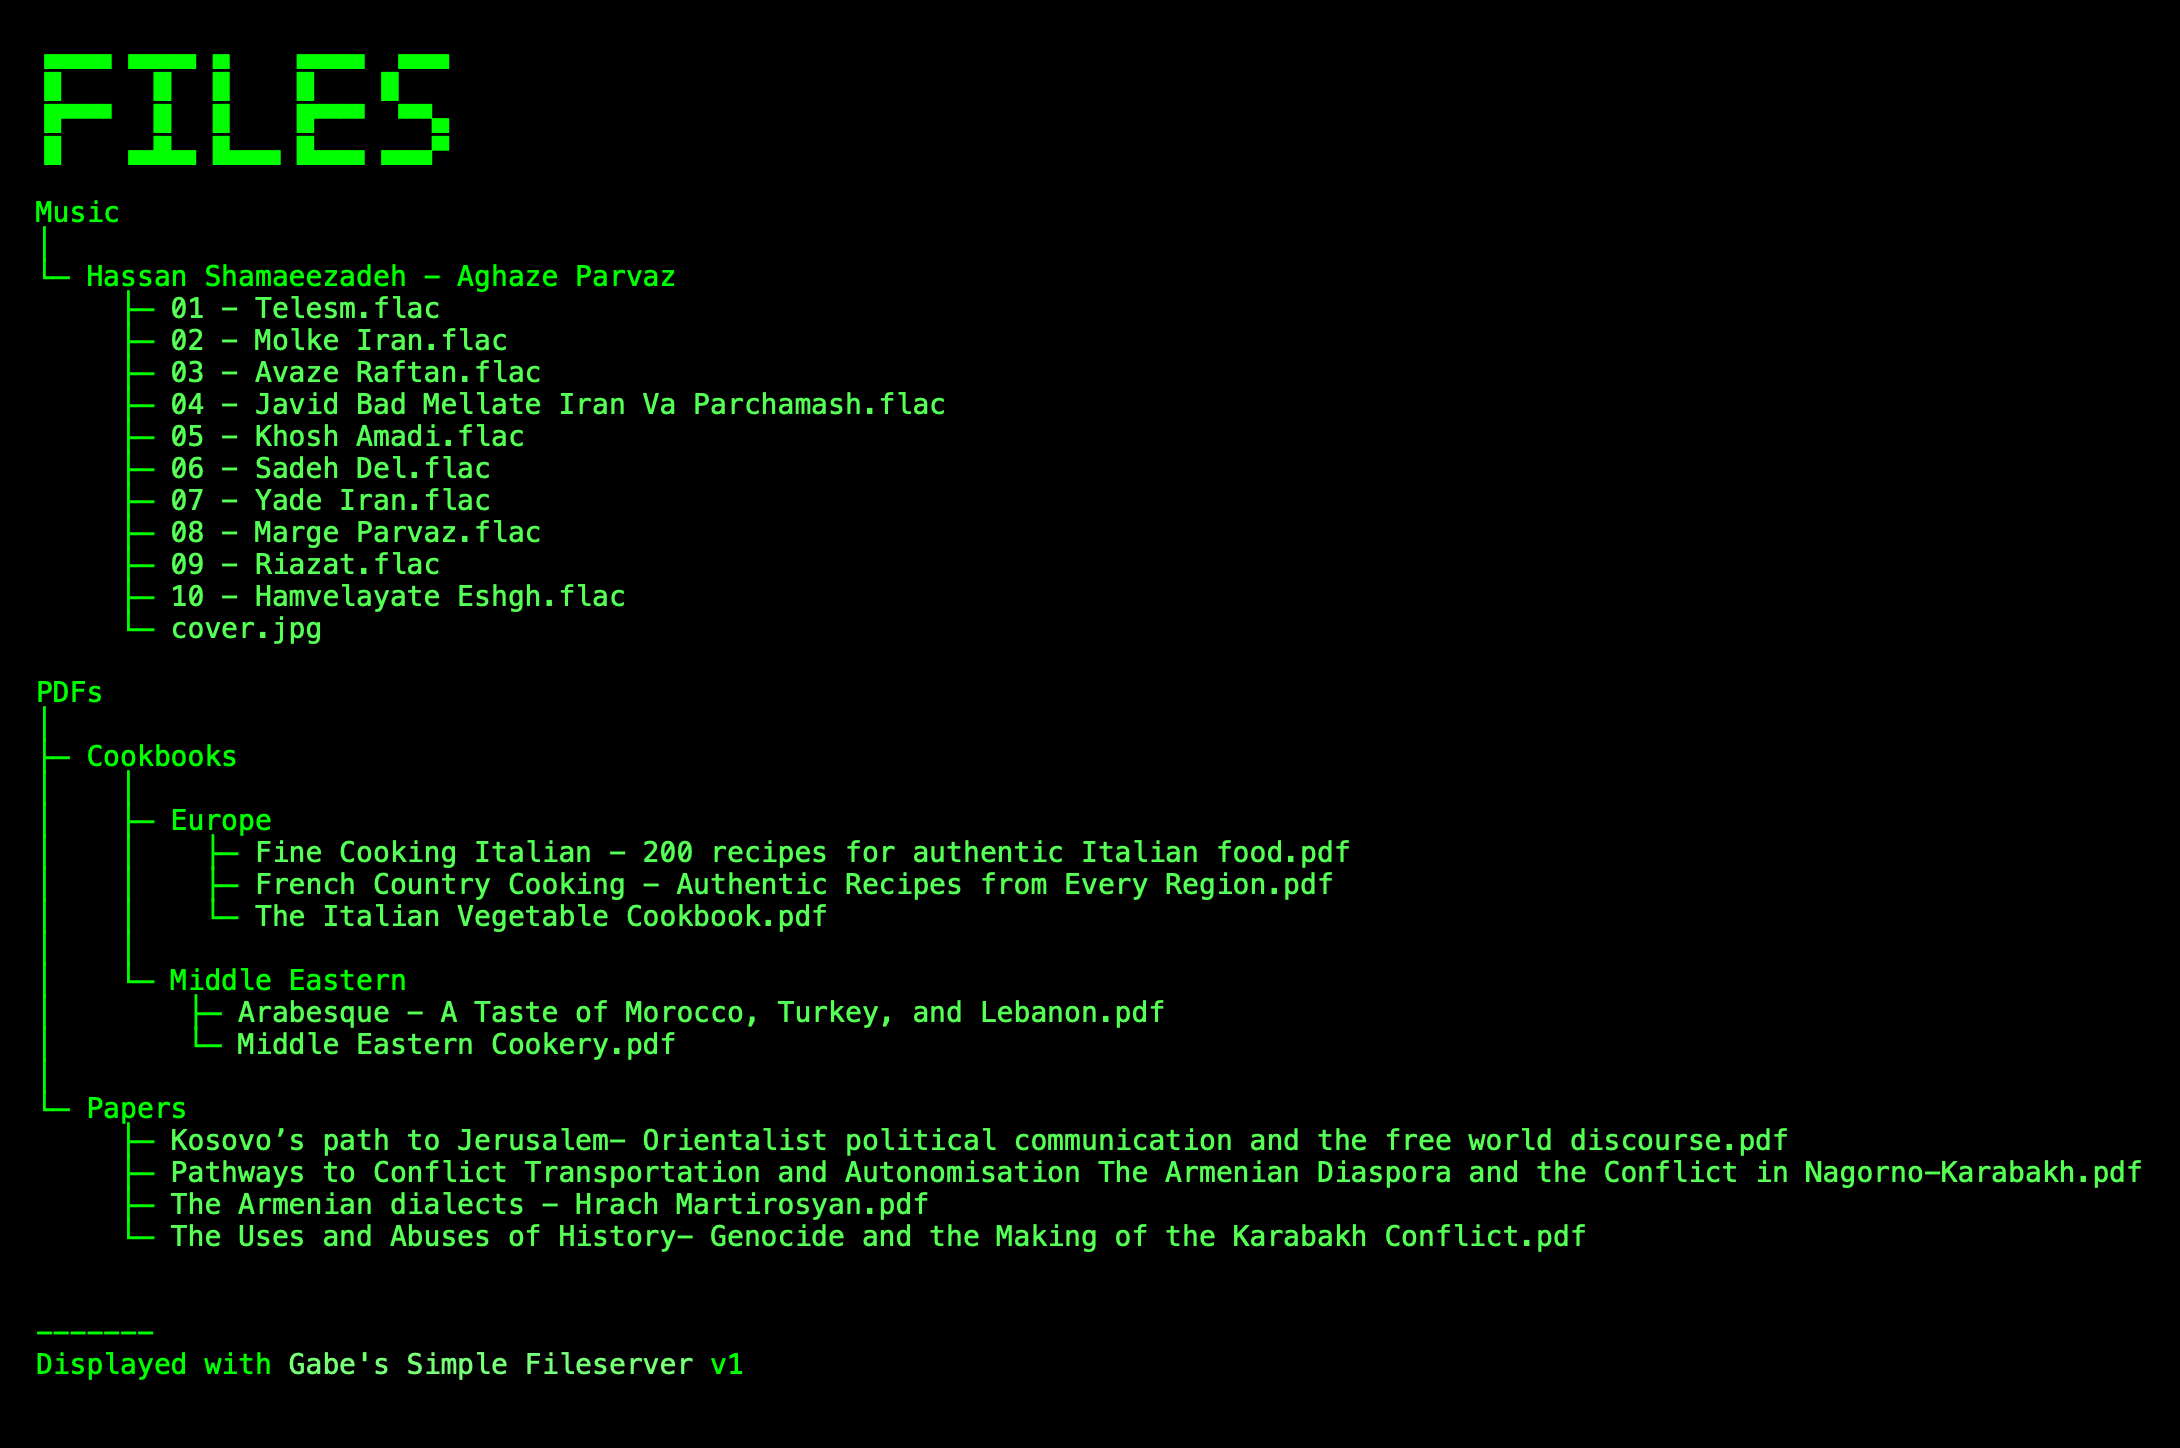 FILES
Music
Hassan Shamaeezadeh - Aghaze Parvaz
01 - Telesm.flac
02 - Molke Iran.flac
03 - Avaze Raftan.flac
04 - Javid Bad Mellate Iran Va Parchamash.flac
05 - Khosh Amadi.flac
06 - Sadeh Del.flac
07 - Yade Iran.flac
08 - Marge Parvaz.flac
09 - Riazat.flac
10 - Hamvelayate Eshgh.flac
cover.jpg
PDFs
Cookbooks
Europe
Fine Cooking Italian - 200 recipes for authentic Italian food.pdf
French Country Cooking - Authentic Recipes from Every Region.pdf
The Italian Vegetable Cookbook.pdf
Middle Eastern
Arabesque - A Taste of Morocco, Turkey, and Lebanon.pdf
Middle Eastern Cookery.pdf
Papers
Kosovo’s path to Jerusalem- Orientalist political communication and the free world discourse.pdf
Pathways to Conflict Transportation and Autonomisation The Armenian Diaspora and the Conflict in Nagorno-Karabakh.pdf
The Armenian dialects - Hrach Martirosyan.pdf
The Uses and Abuses of History- Genocide and the Making of the Karabakh Conflict.pdf
-------
Displayed with Gabe's Simple Fileserver v1